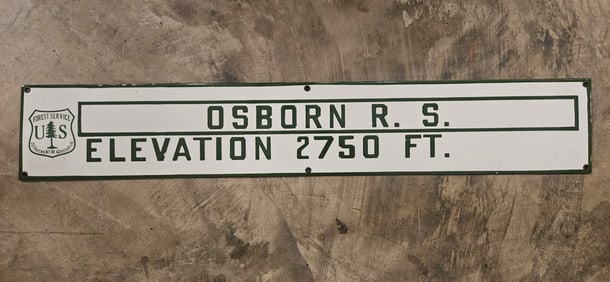 OSBORN R. S.
ELEVATION 2750 FT.
FOREST SERVICE
U S
DEPARTMENT OF AGRICULTURE